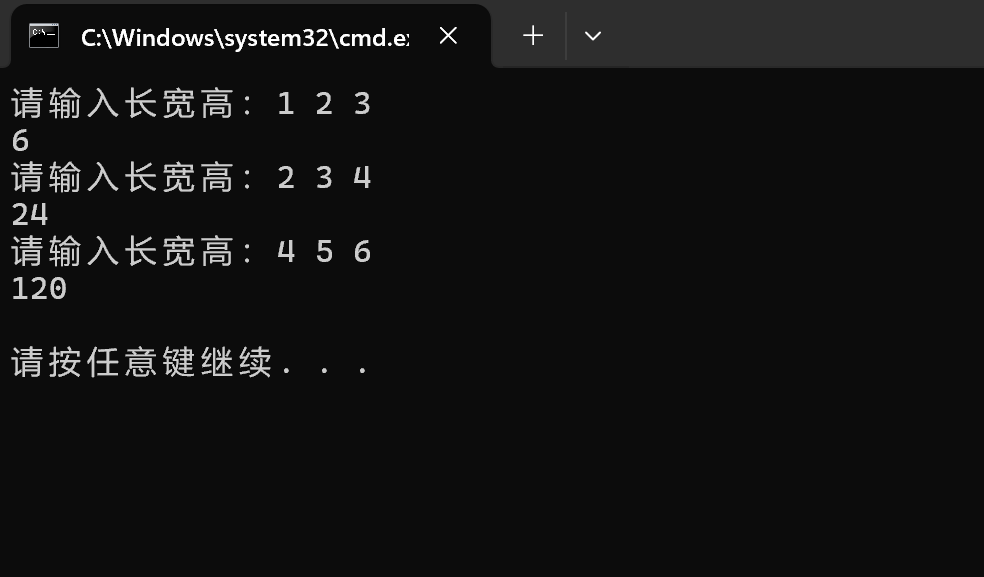 C:\Windows\system32\cmd.e
请输入长宽高：1 2 3
6
请输入长宽高：2 3 4
24
请输入长宽高：4 5 6
120
请按任意键继续. . .